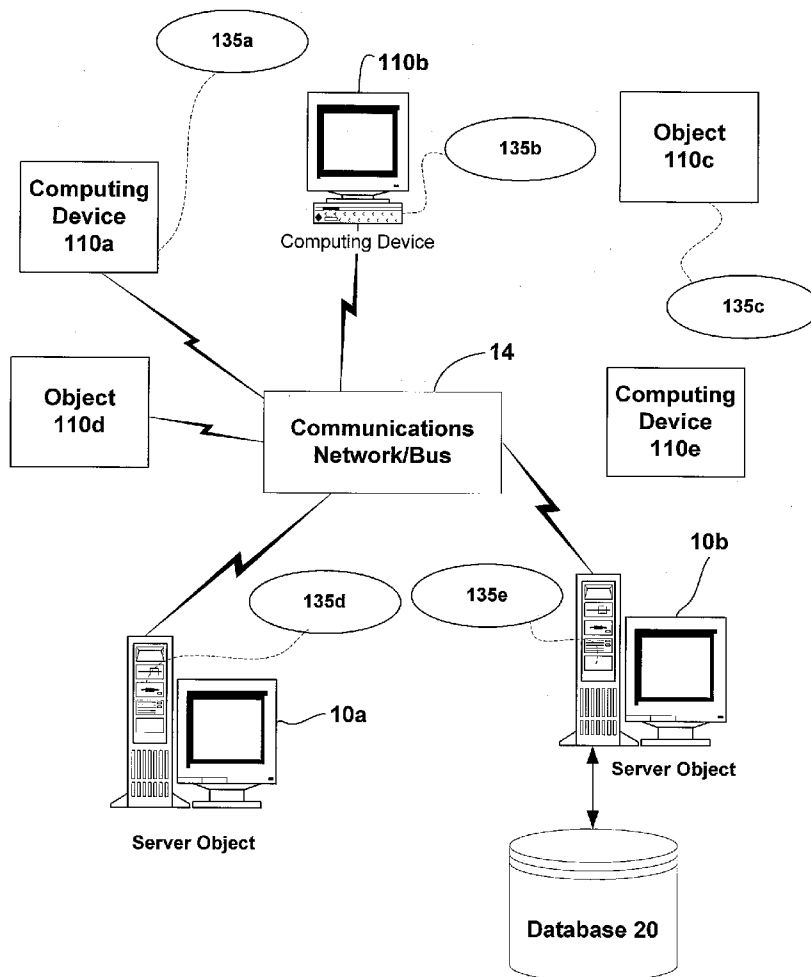 135a
110b
135b
Object
110c
Computing
Device
110a
Computing Device
135c
14
Object
110d
Communications
Network/Bus
Computing
Device
110e
10b
135d
135e
10a
Server Object
Server Object
Database 20